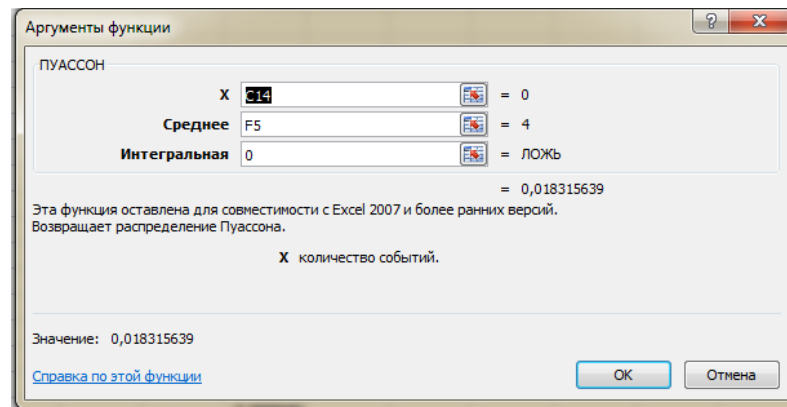 Аргументы функции
ПУАССОН
X C14 = 0
Среднее F5 = 4
Интегральная 0 = ЛОЖЬ
= 0,018315639
Эта функция оставлена для совместимости с Excel 2007 и более ранних версий.
Возвращает распределение Пуассона.
X количество событий.
Значение: 0,018315639
Справка по этой функции
ОК
Отмена